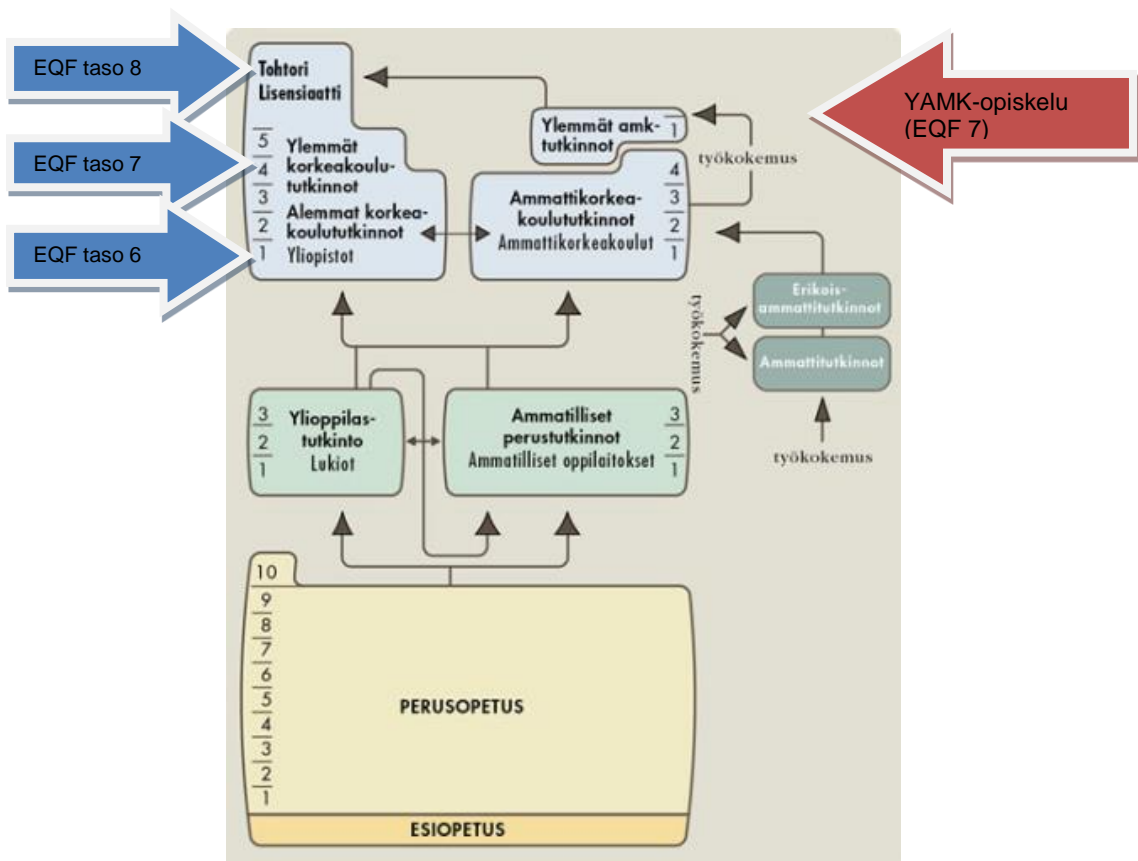 EQF taso 8
EQF taso 7
EQF taso 6
YAMK-opiskelu
(EQF 7)
Tohtori
Lisensiaatti
5
4
3
2
1
Ylemmät
korkeakoulu-
tutkinnot
Alemmat korkea-
koulututkinnot
Yliopistot
Ylemmät amk-
tutkinnot
1
työkokemus
Ammattikorkea-
koulututkinnot
Ammattikorkeakoulut
4
3
2
1
Erikois-
ammattitutkinnot
työkokemus
Ammattitutkinnot
työkokemus
3
2
1
Ylioppilas-
tutkinto
Lukiot
Ammatilliset
perustutkinnot
Ammatilliset oppilaitokset
3
2
1
10
9
8
7
6
5
4
3
2
1
PERUSOPETUS
ESIOPETUS